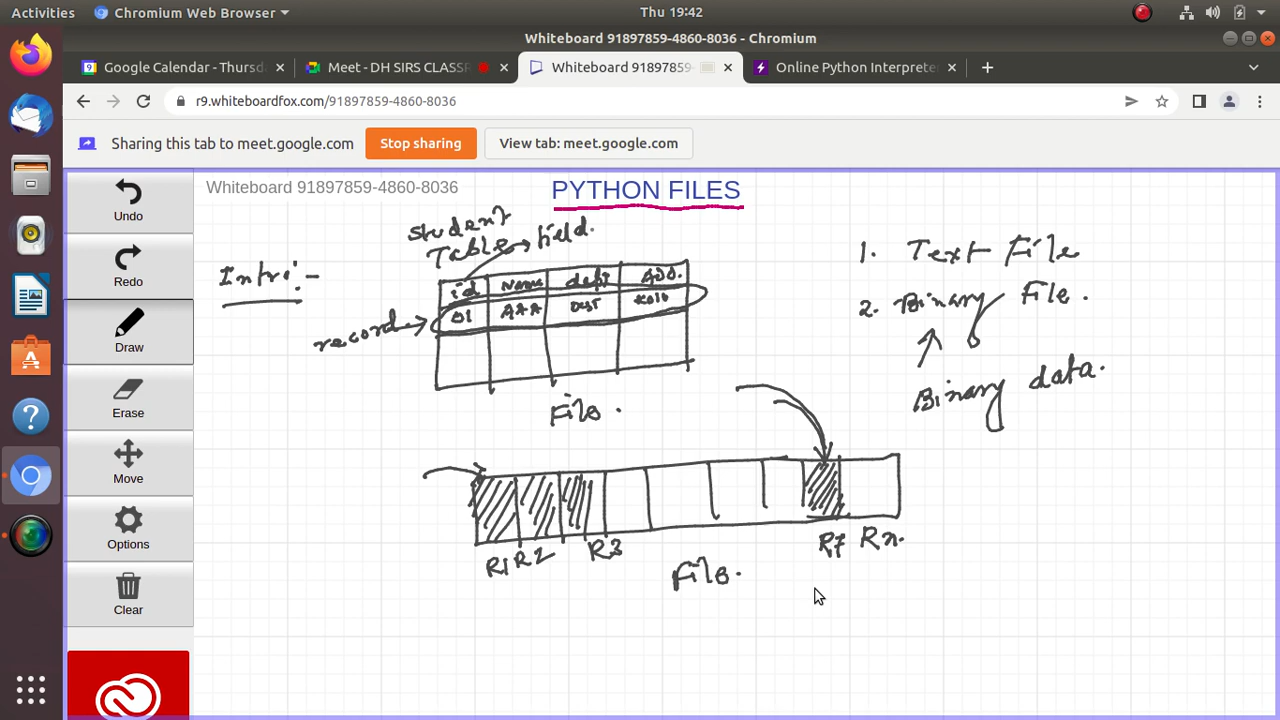 Activities
Chromium Web Browser
Thu 19:42
Whiteboard 91897859-4860-8036 - Chromium
Google Calendar - Thursd
Meet - DH SIRS CLASSR
Whiteboard 91897859-
Online Python Interprete
r9.whiteboardfox.com/91897859-4860-8036
Sharing this tab to meet.google.com
Stop sharing
View tab: meet.google.com
Undo
Redo
Draw
Erase
Move
Options
Clear
Whiteboard 91897859-4860-8036
PYTHON FILES
Intri:-
Student
Table
field.
id Name dept
record
01 AAA
File.
1. Text File
2. Binary File.
Binary data.
R1 R2 R3 R7 Rn.
File.